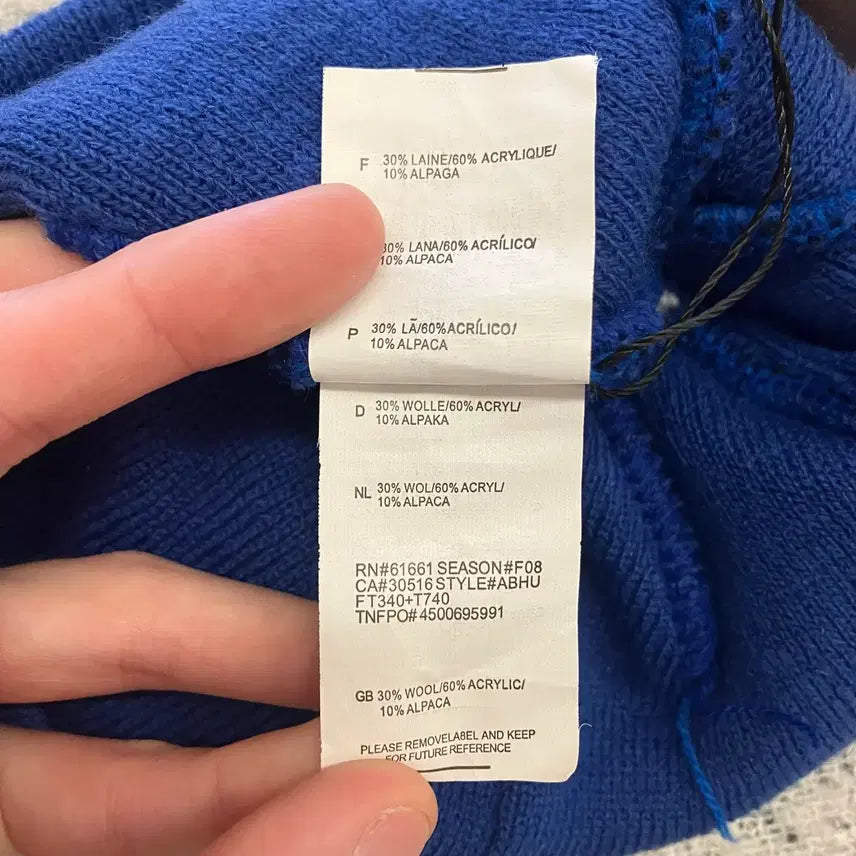 F 30% LAINE/60% ACRYLIQUE/
10% ALPAGA
30% LANA/60% ACRÍLICO/
10% ALPACA
P 30% LÃ/60%ACRÍLICO/
10% ALPACA
D 30% WOLLE/60% ACRYL/
10% ALPAKA
NL 30% WOL/60% ACRYL/
10% ALPACA
RN#61661 SEASON#F08
CA#30516 STYLE#ABHU
FT340+T740
TNFPO#4500695991
GB 30% WOOL/60% ACRYLIC/
10% ALPACA
PLEASE REMOVELA8EL AND KEEP
FOR FUTURE REFERENCE